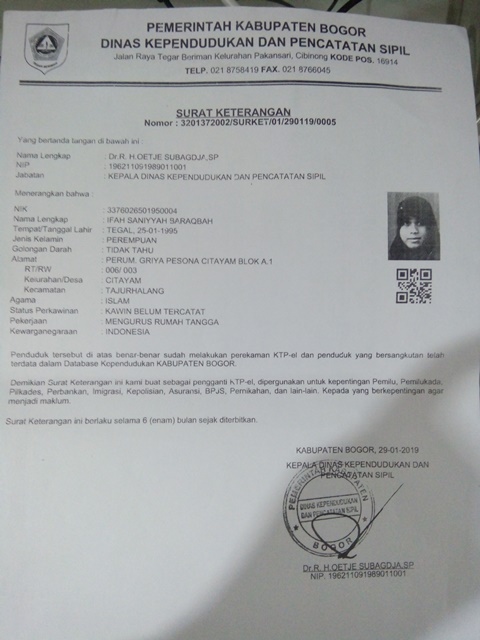 PEMERINTAH KABUPATEN BOGOR
DINAS KEPENDUDUKAN DAN PENCATATAN SIPIL
Jalan Raya Tegar Beriman Kelurahan Pakansari, Cibinong KODE POS. 16914
TELP. 021 8758419 FAX. 021 8766045
SURAT KETERANGAN
Nomor : 3201372002/SURKET/01/290119/0005
Yang bertanda tangan di bawah ini :
Nama Lengkap : Dr.R. H.OETJE SUBAGDJA,SP
NIP : 196211091989011001
Jabatan : KEPALA DINAS KEPENDUDUKAN DAN PENCATATAN SIPIL
Menerangkan bahwa :
NIK : 3376026501950004
Nama Lengkap : IFAH SANIYYAH BARAQBAH
Tempat/Tanggal Lahir : TEGAL, 25-01-1995
Jenis Kelamin : PEREMPUAN
Golongan Darah : TIDAK TAHU
Alamat : PERUM. GRIYA PESONA CITAYAM BLOK A.1
RT/RW : 006/ 003
Kelurahan/Desa : CITAYAM
Kecamatan : TAJURHALANG
Agama : ISLAM
Status Perkawinan : KAWIN BELUM TERCATAT
Pekerjaan : MENGURUS RUMAH TANGGA
Kewarganegaraan : INDONESIA
Penduduk tersebut di atas benar-benar sudah melakukan perekaman KTP-el dan penduduk yang bersangkutan telah
terdata dalam Database Kependudukan KABUPATEN BOGOR.
Demikian Surat Keterangan ini kami buat sebagai pengganti KTP-el, dipergunakan untuk kepentingan Pemilu, Pemilukada,
Pilkades, Perbankan, Imigrasi, Kepolisian, Asuransi, BPJS, Pernikahan, dan lain-lain. Kepada yang berkepentingan agar
menjadi maklum.
Surat Keterangan ini berlaku selama 6 (enam) bulan sejak diterbitkan.
KABUPATEN BOGOR, 29-01-2019
KEPALA DINAS KEPENDUDUKAN DAN
PENCATATAN SIPIL
PEMERINTAH KABUPATEN
DINAS KEPENDUDUKAN
DAN PENCATATAN SIPIL
BOGOR
Dr.R. H.OETJE SUBAGDJA,SP
NIP. 196211091989011001